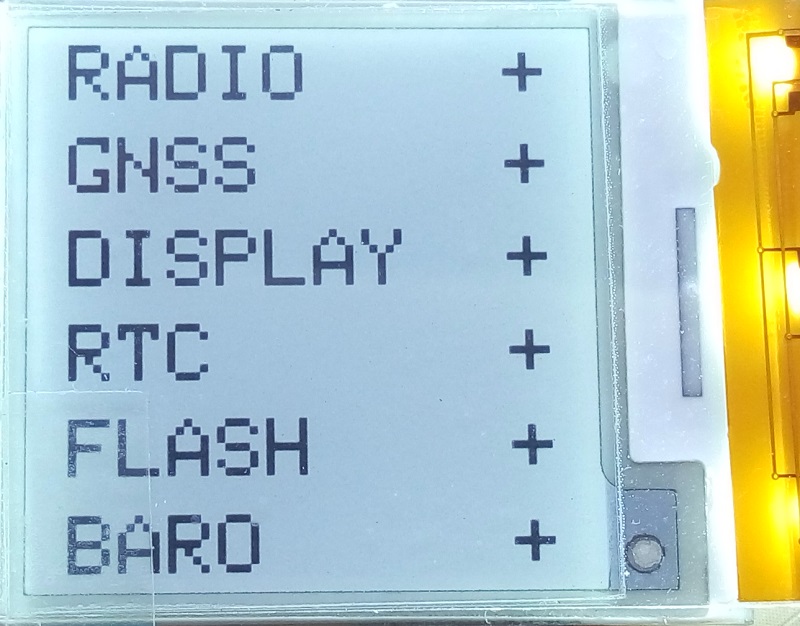 RADIO +
GNSS +
DISPLAY +
RTC +
FLASH +
BARO +